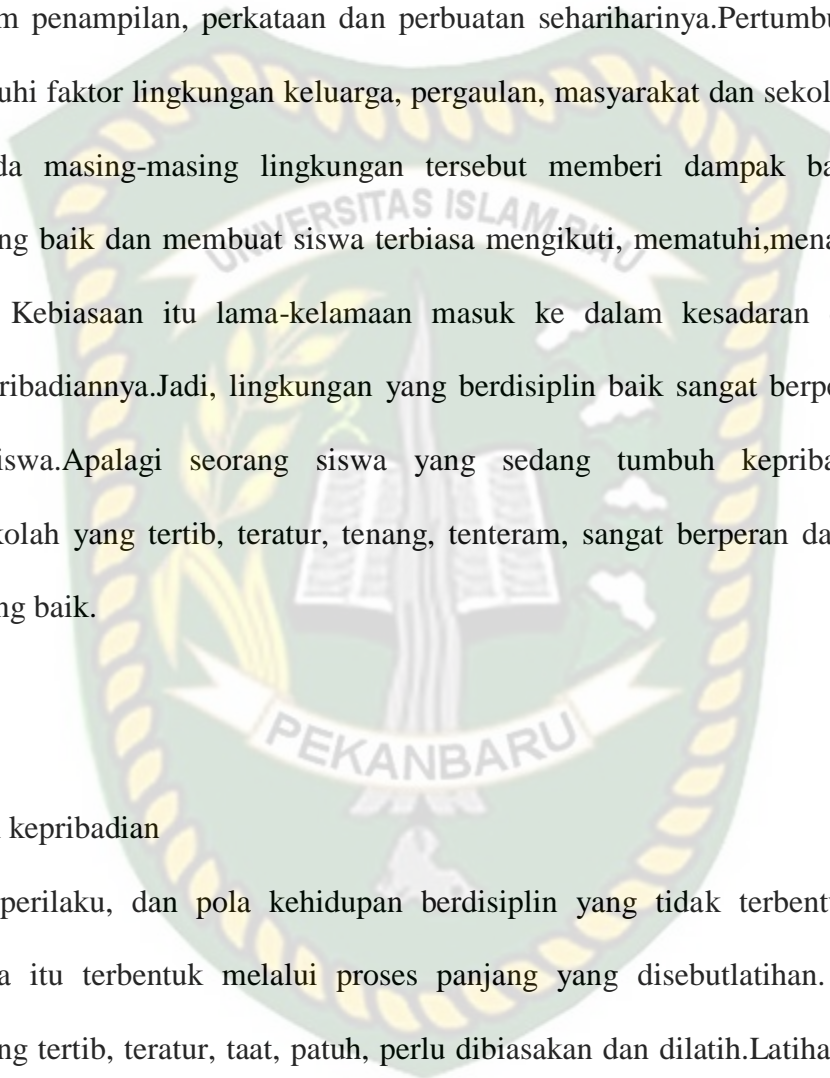 penampilan, perkataan dan perbuatan sehariharinya.Pertumbu
faktor lingkungan keluarga, pergaulan, masyarakat dan sekol
masing-masing lingkungan tersebut memberi dampak ba
UNIVERSITAS ISLAM RIAU
ng baik dan membuat siswa terbiasa mengikuti, mematuhi,mena
Kebiasaan itu lama-kelamaan masuk ke dalam kesadaran
ribadiannya.Jadi, lingkungan yang berdisiplin baik sangat berp
iswa.Apalagi seorang siswa yang sedang tumbuh kepriba
kolah yang tertib, teratur, tenang, tenteram, sangat berperan da
ng baik.
PEKANBARU
kepribadian
perilaku, dan pola kehidupan berdisiplin yang tidak terbent
a itu terbentuk melalui proses panjang yang disebutlatihan.
ng tertib, teratur, taat, patuh, perlu dibiasakan dan dilatih.Latiha